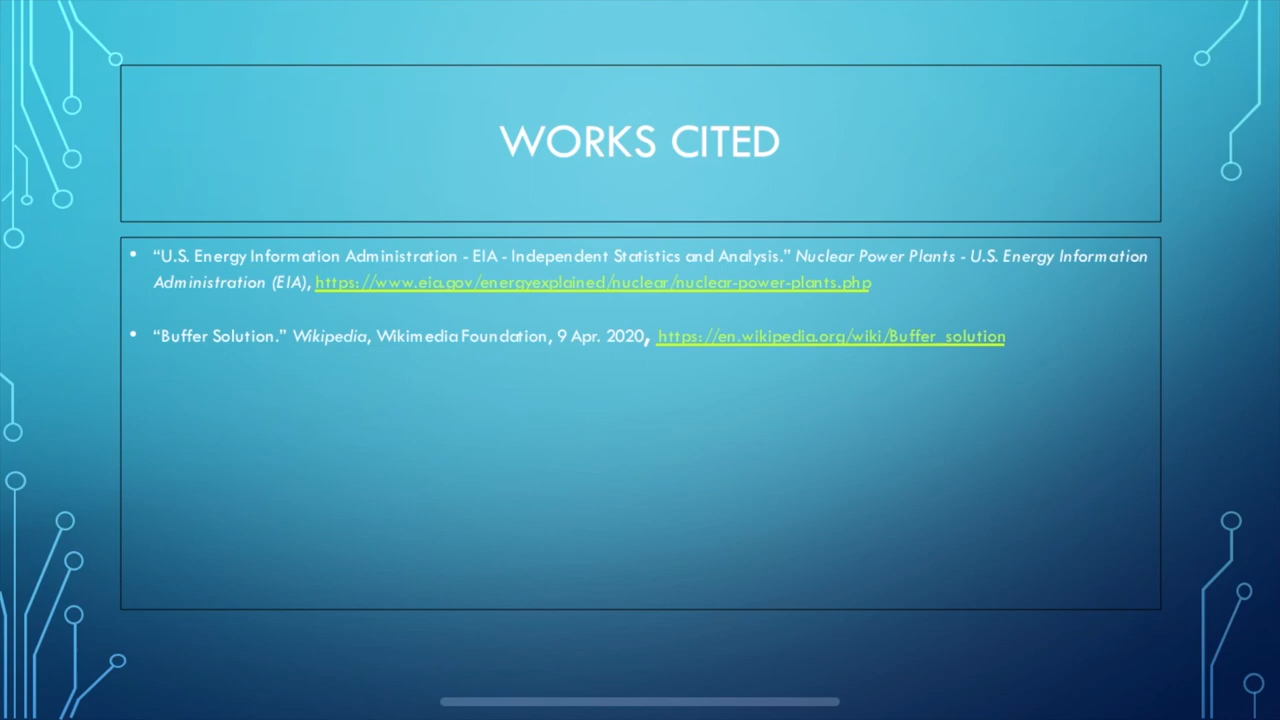 WORKS CITED
• “U.S. Energy Information Administration - EIA - Independent Statistics and Analysis.” Nuclear Power Plants - U.S. Energy Information
Administration (EIA), https://www.eia.gov/energyexplained/nuclear/nuclear-power-plants.php
• “Buffer Solution.” Wikipedia, Wikimedia Foundation, 9 Apr. 2020, https://en.wikipedia.org/wiki/Buffer_solution